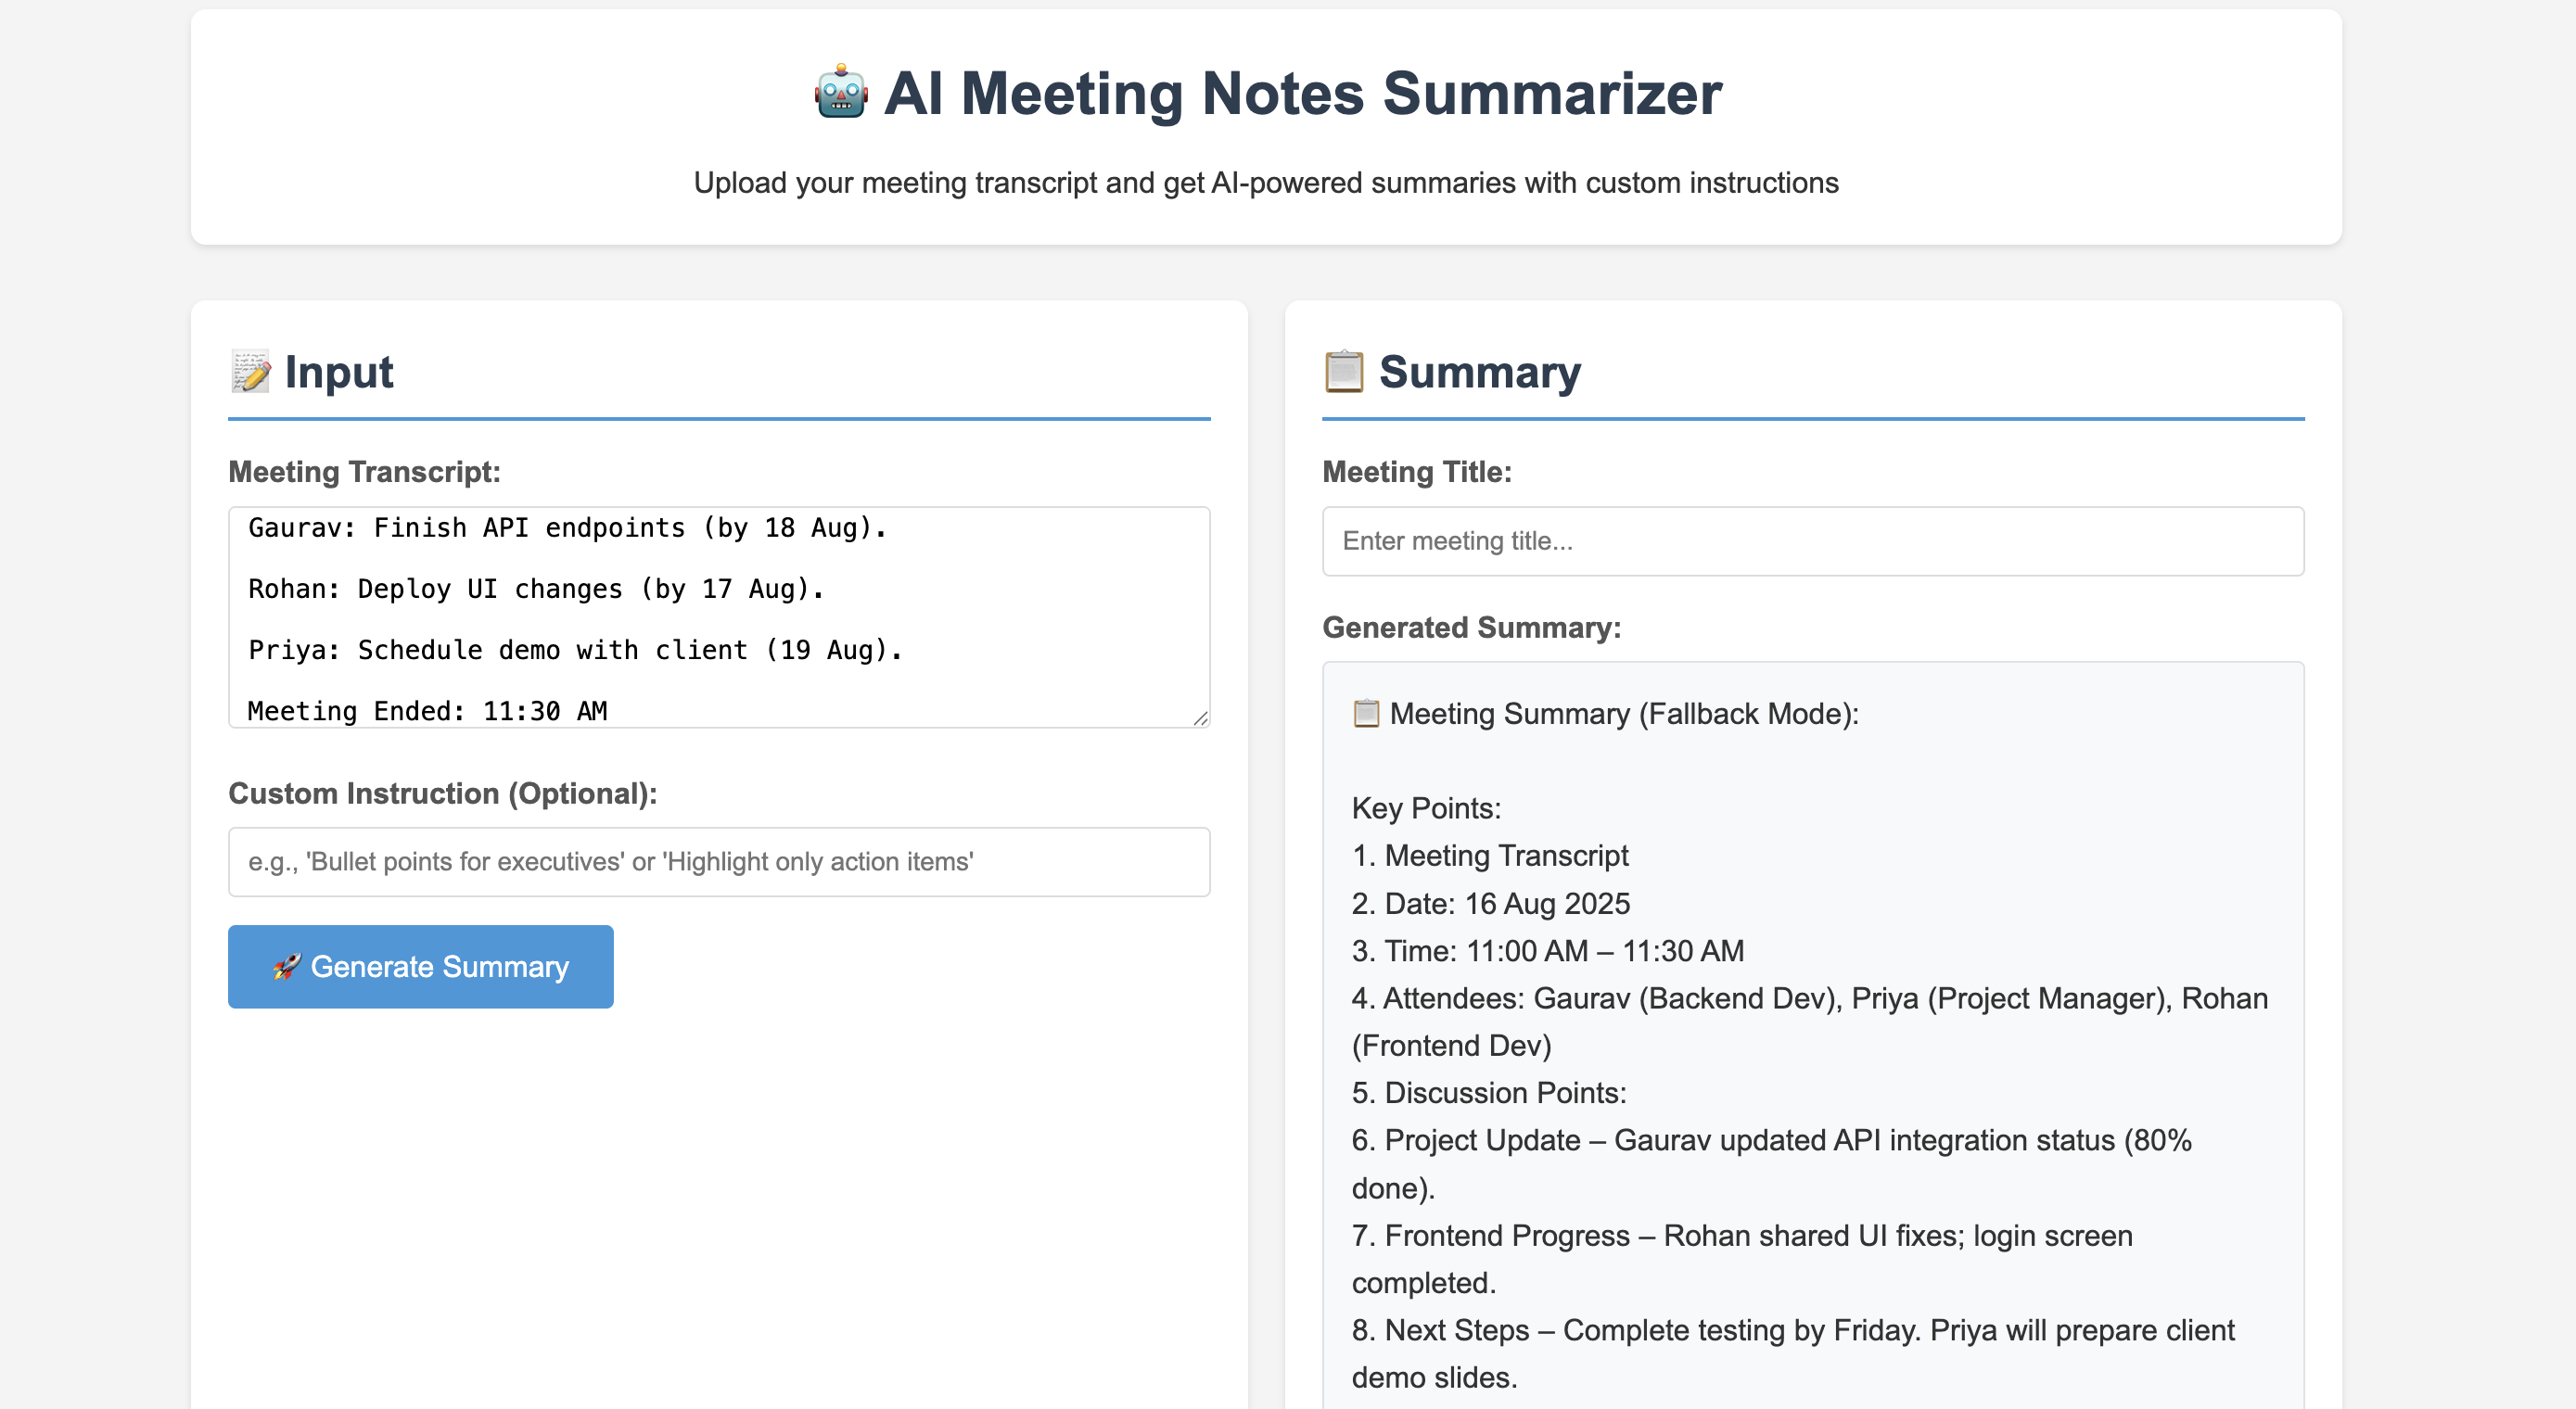 🤖 AI Meeting Notes Summarizer
Upload your meeting transcript and get AI-powered summaries with custom instructions
📝 Input
Meeting Transcript:
Gaurav: Finish API endpoints (by 18 Aug).
Rohan: Deploy UI changes (by 17 Aug).
Priya: Schedule demo with client (19 Aug).
Meeting Ended: 11:30 AM
Custom Instruction (Optional):
e.g., 'Bullet points for executives' or 'Highlight only action items'
🚀 Generate Summary
📋 Summary
Meeting Title:
Enter meeting title...
Generated Summary:
📋 Meeting Summary (Fallback Mode):
Key Points:
1. Meeting Transcript
2. Date: 16 Aug 2025
3. Time: 11:00 AM – 11:30 AM
4. Attendees: Gaurav (Backend Dev), Priya (Project Manager), Rohan
(Frontend Dev)
5. Discussion Points:
6. Project Update – Gaurav updated API integration status (80%
done).
7. Frontend Progress – Rohan shared UI fixes; login screen
completed.
8. Next Steps – Complete testing by Friday. Priya will prepare client
demo slides.